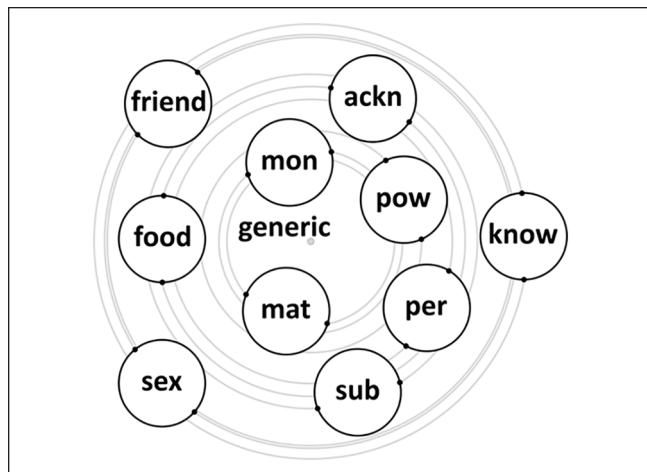 friend
ackn
mon
pow
food
generic
know
mat
per
sex
sub